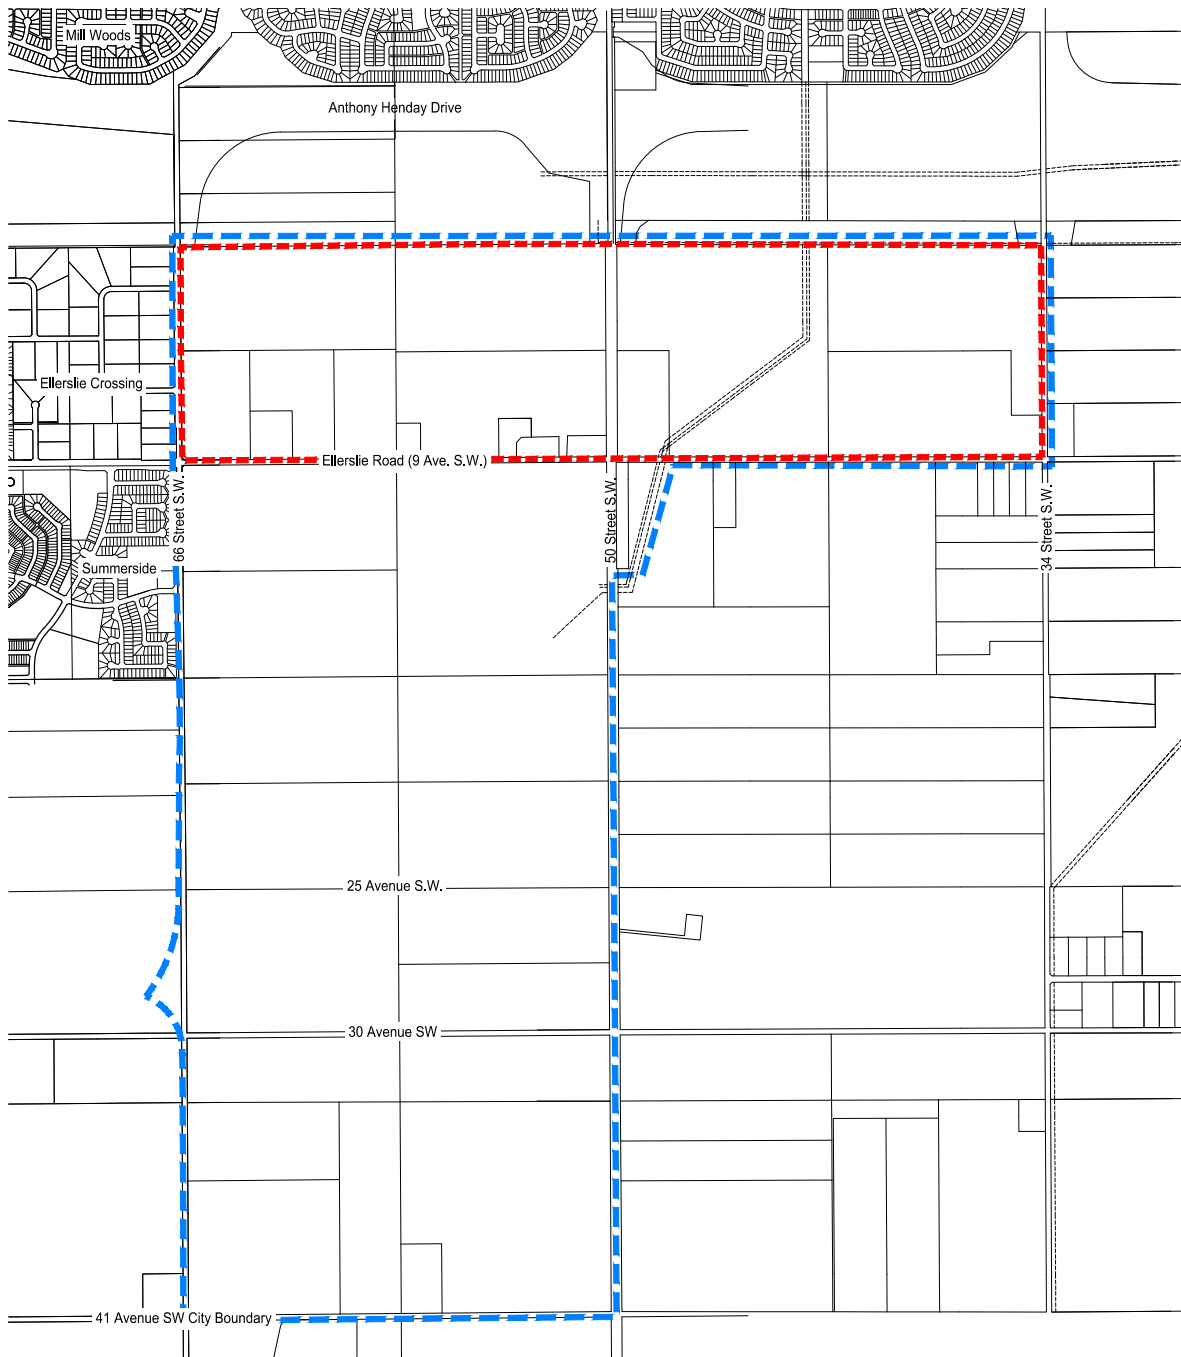 Mill Woods
Anthony Henday Drive
Ellerslie Crossing
Ellerslie Road (9 Ave. S.W.)
66 Street S.W.
50 Street S.W.
34 Street S.W.
Summerside
25 Avenue S.W.
30 Avenue SW
41 Avenue SW City Boundary